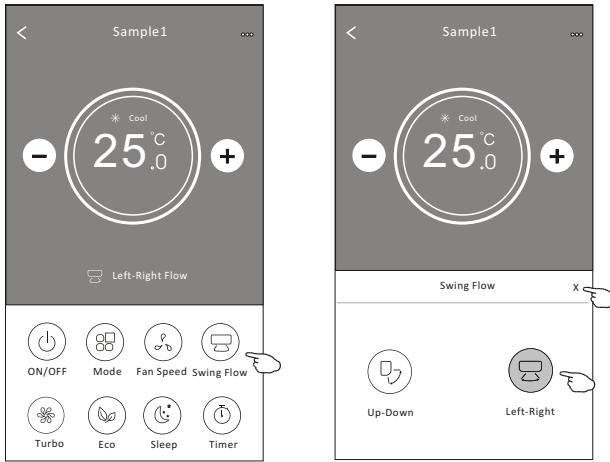 Sample1
Cool
25.0 °C
Left-Right Flow
ON/OFF Mode Fan Speed Swing Flow
Turbo Eco Sleep Timer
Sample1
Cool
25.0 °C
Swing Flow X
Up-Down Left-Right